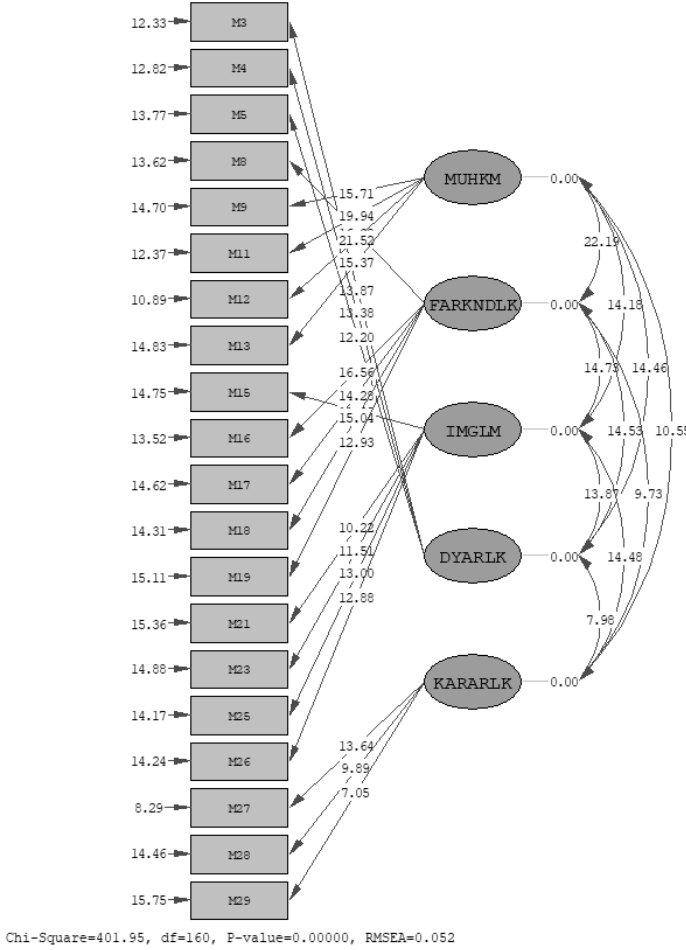 12.33 M3
12.82 M4
13.77 M5
13.62 M8
14.70 M9
12.37 M11
10.89 M12
14.83 M13
14.75 M15
13.52 M16
14.62 M17
14.31 M18
15.11 M19
15.36 M21
14.88 M23
14.17 M25
14.24 M26
8.29 M27
14.46 M28
15.75 M29
15.71
19.94
21.52
15.37
13.87
13.38
12.20
16.56
14.28
15.04
12.93
10.22
11.51
13.00
12.88
13.64
9.89
7.05
MUHKM 0.00
FARKNDLK 0.00
IMGLM 0.00
DYARLK 0.00
KARARLK 0.00
22.19
14.18
14.73 14.46
14.53 10.55
13.87 9.73
14.48
7.98
Chi-Square=401.95, df=160, P-value=0.00000, RMSEA=0.052